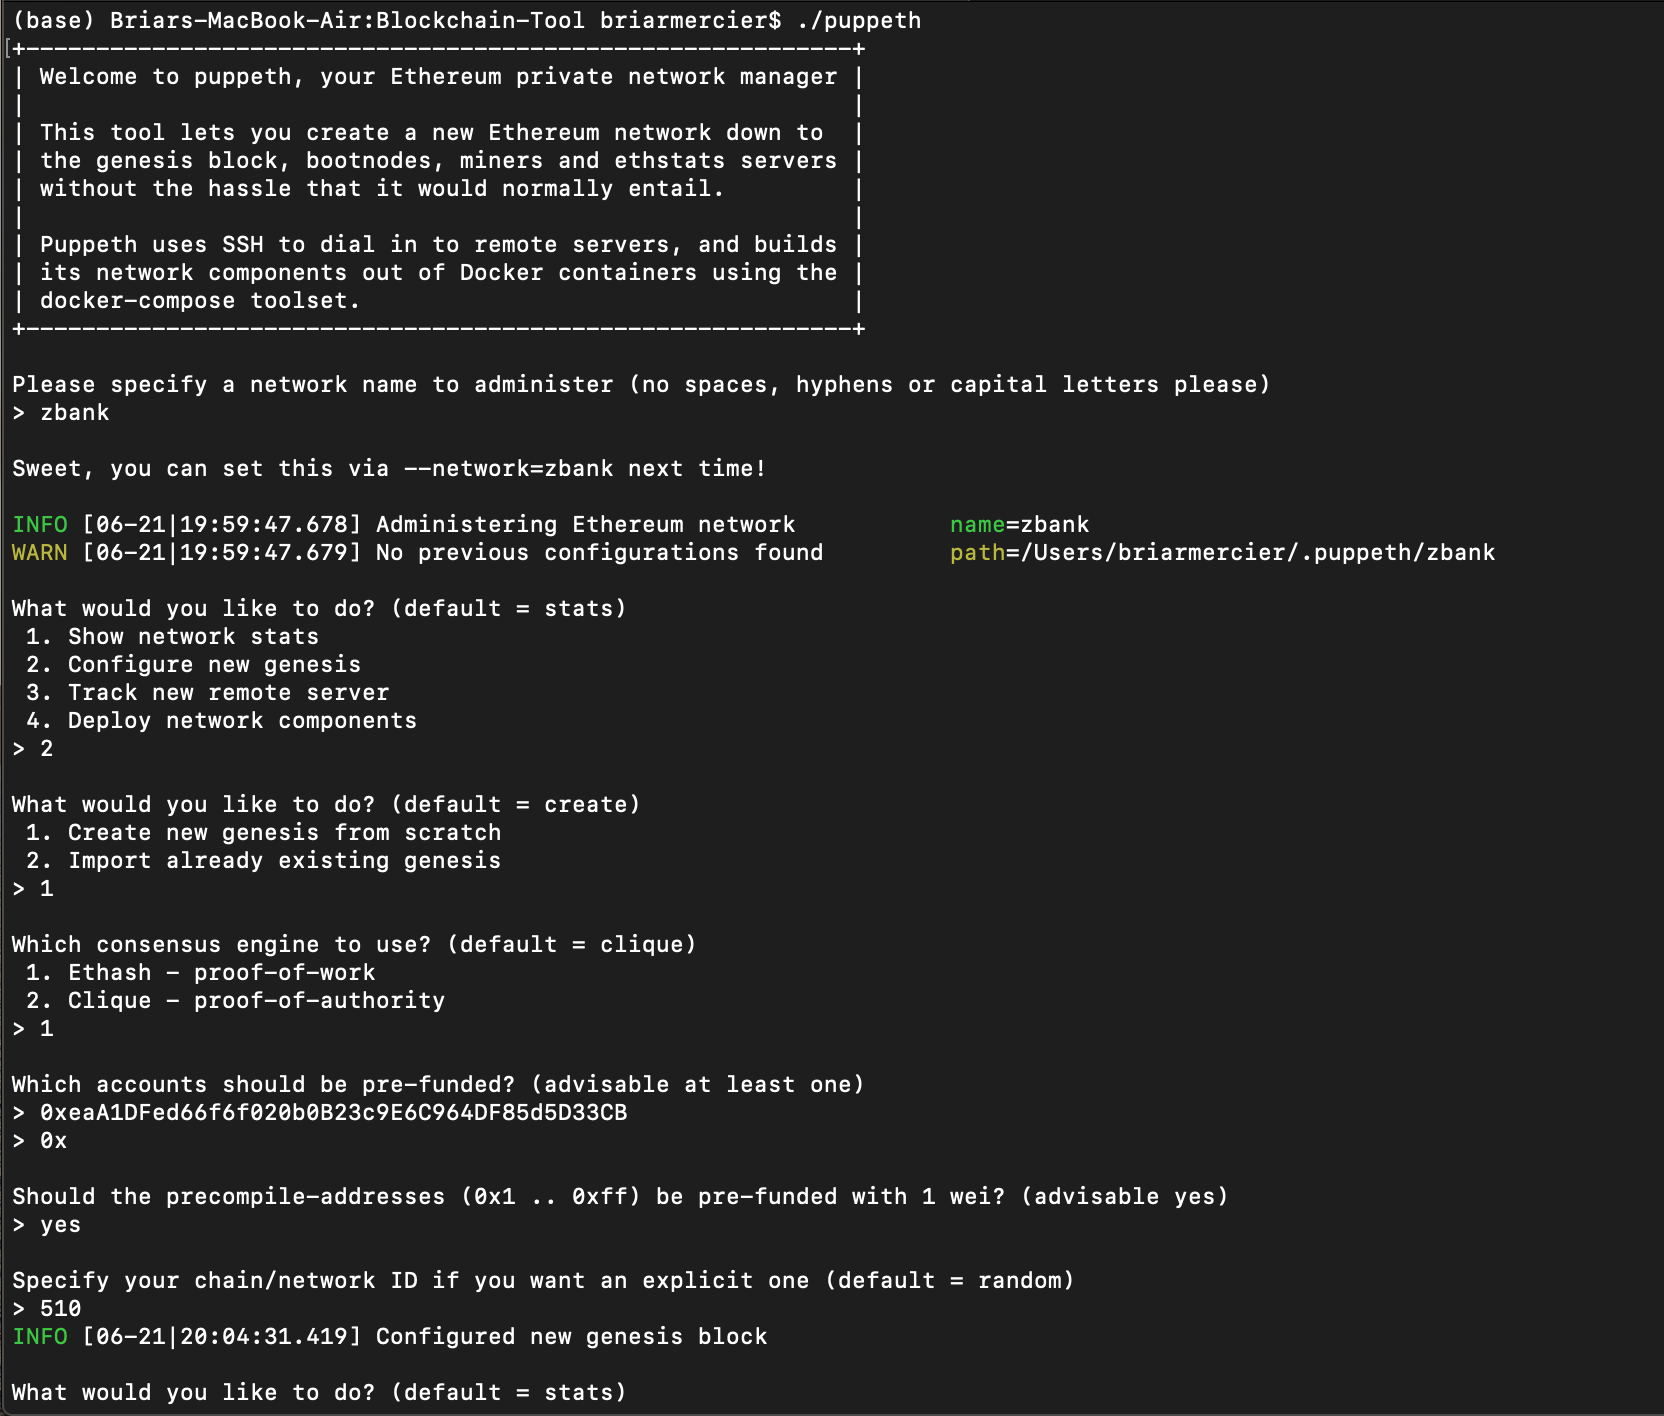 (base) Briars-MacBook-Air:Blockchain-Tool briarmercier$ ./puppeth
[+-----------------------------------------------------------+
| Welcome to puppeth, your Ethereum private network manager |
|                                                           |
| This tool lets you create a new Ethereum network down to  |
| the genesis block, bootnodes, miners and ethstats servers |
| without the hassle that it would normally entail.         |
|                                                           |
| Puppeth uses SSH to dial in to remote servers, and builds |
| its network components out of Docker containers using the |
| docker-compose toolset.                                   |
+-----------------------------------------------------------+
Please specify a network name to administer (no spaces, hyphens or capital letters please)
> zbank
Sweet, you can set this via --network=zbank next time!
INFO [06-21|19:59:47.678] Administering Ethereum network           name=zbank
WARN [06-21|19:59:47.679] No previous configurations found         path=/Users/briarmercier/.puppeth/zbank
What would you like to do? (default = stats)
 1. Show network stats
 2. Configure new genesis
 3. Track new remote server
 4. Deploy network components
> 2
What would you like to do? (default = create)
 1. Create new genesis from scratch
 2. Import already existing genesis
> 1
Which consensus engine to use? (default = clique)
 1. Ethash - proof-of-work
 2. Clique - proof-of-authority
> 1
Which accounts should be pre-funded? (advisable at least one)
> 0xeaA1DFed66f6f020b0B23c9E6C964DF85d5D33CB
> 0x
Should the precompile-addresses (0x1 .. 0xff) be pre-funded with 1 wei? (advisable yes)
> yes
Specify your chain/network ID if you want an explicit one (default = random)
> 510
INFO [06-21|20:04:31.419] Configured new genesis block
What would you like to do? (default = stats)